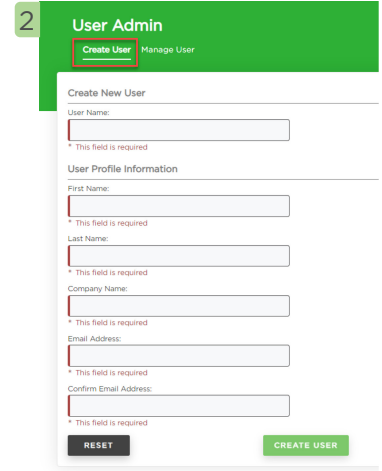 2
User Admin
Create User Manage User
Create New User
User Name:
* This field is required
User Profile Information
First Name:
* This field is required
Last Name:
* This field is required
Company Name:
* This field is required
Email Address:
* This field is required
Confirm Email Address:
* This field is required
RESET CREATE USER